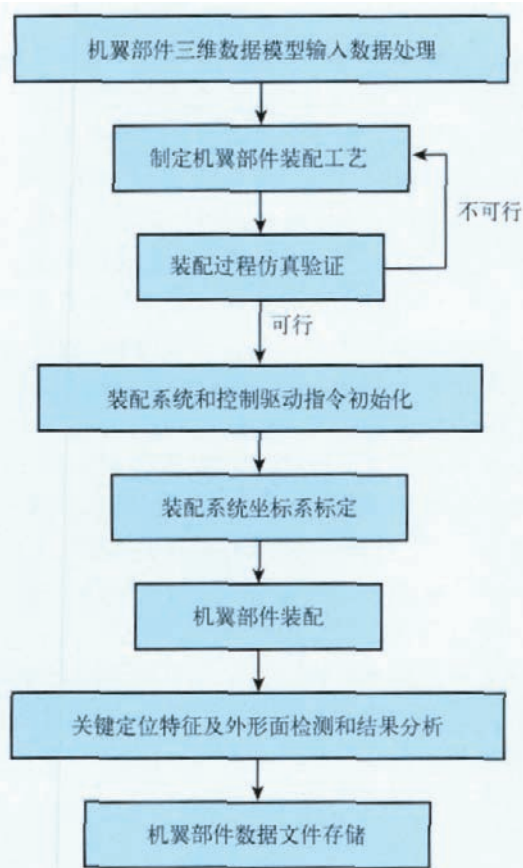 机翼部件三维数据模型输入数据处理
制定机翼部件装配工艺
不可行
装配过程仿真验证
可行
装配系统和控制驱动指令初始化
装配系统坐标系标定
机翼部件装配
关键定位特征及外形面检测和结果分析
机翼部件数据文件存储